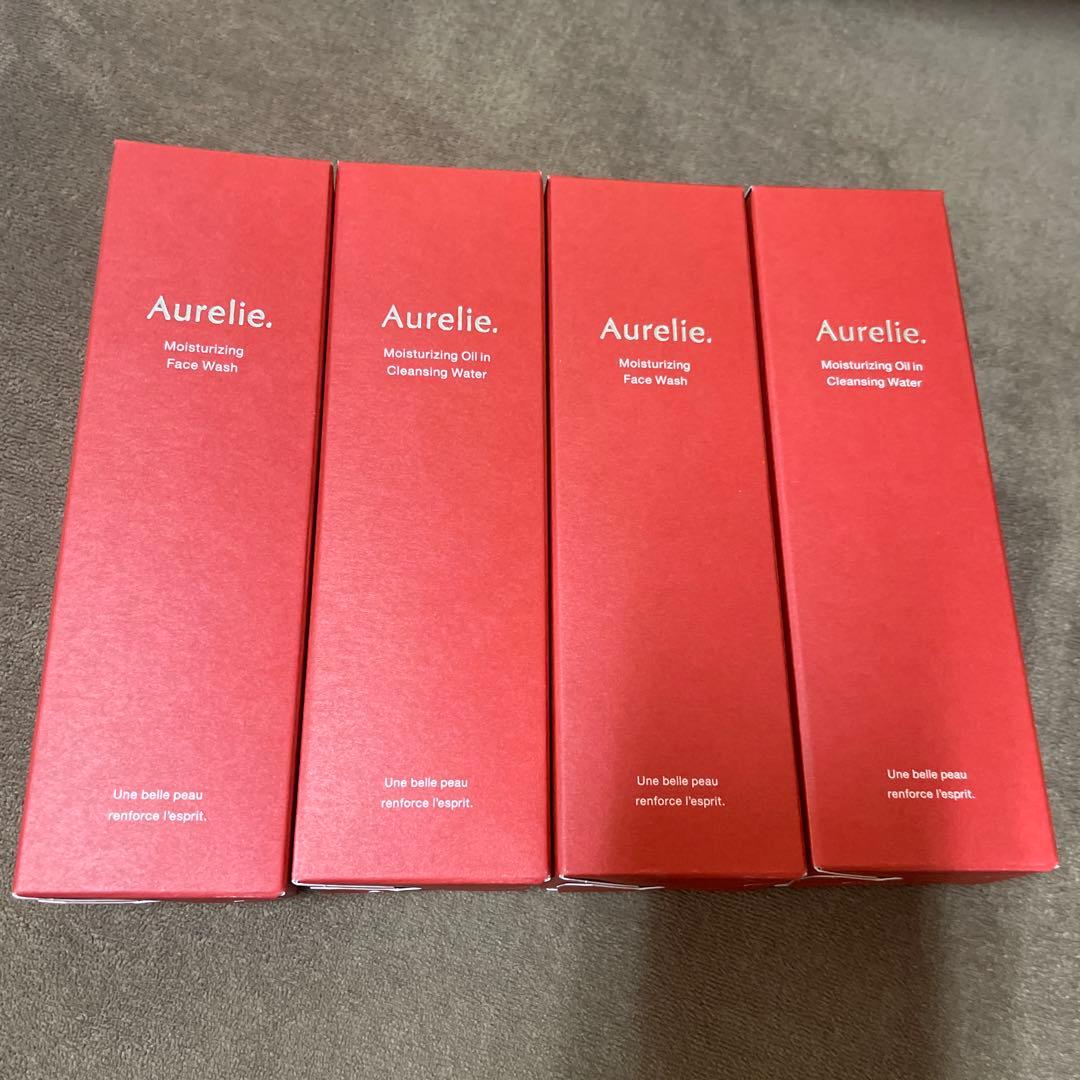 Aurelie.
Moisturizing
Face Wash
Une belle peau
renforce l'esprit.
Aurelie.
Moisturizing Oil in
Cleansing Water
Une belle peau
renforce l'esprit.
Aurelie.
Moisturizing
Face Wash
Une belle peau
renforce l'esprit.
Aurelie.
Moisturizing Oil in
Cleansing Water
Une belle peau
renforce l'esprit.